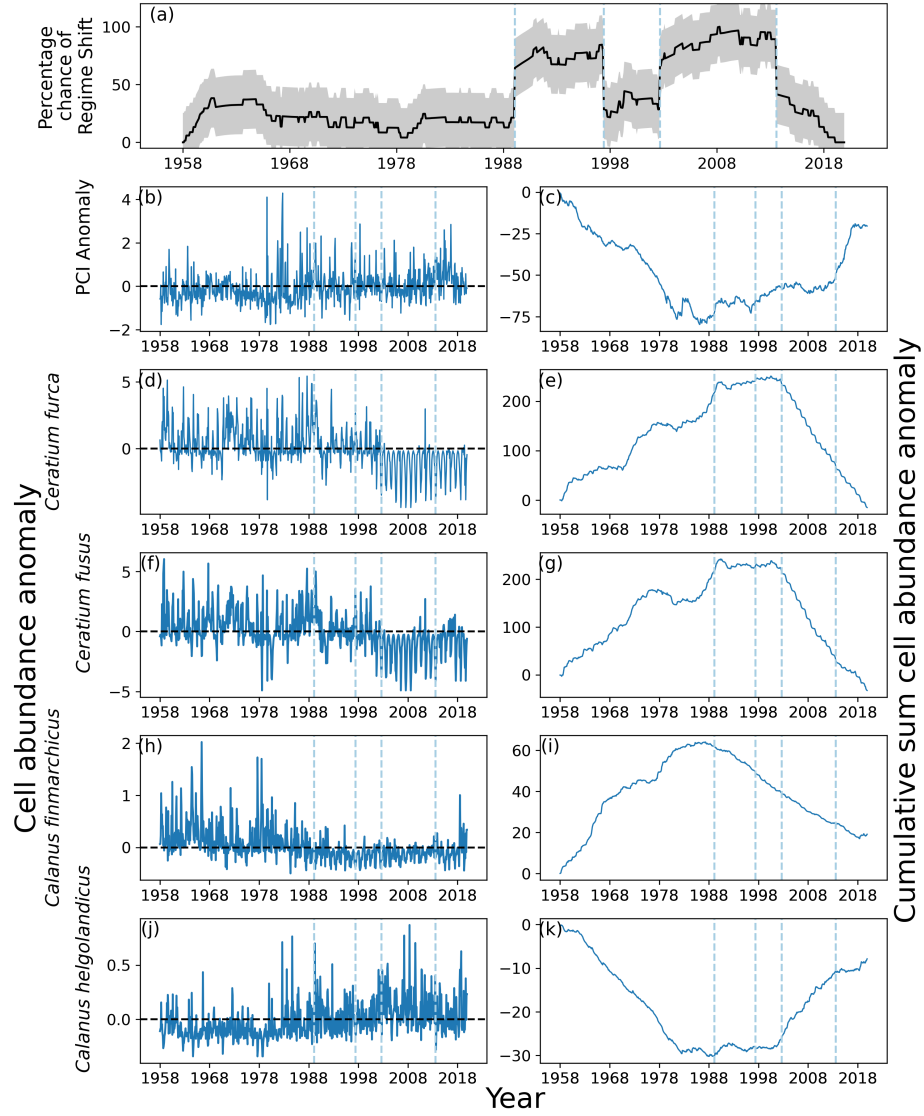 (a)
Percentage
chance of
Regime Shift
100
50
0
1958
1968
1978
1988
1998
2008
2018
(b)
PCI Anomaly
4
2
0
−2
1958 1968 1978 1988 1998 2008 2018
(c)
0
−25
−50
−75
1958 1968 1978 1988 1998 2008 2018
(d)
Ceratium furca
5
0
1958 1968 1978 1988 1998 2008 2018
(e)
200
100
0
1958 1968 1978 1988 1998 2008 2018
(f)
Ceratium fusus
5
0
−5
1958 1968 1978 1988 1998 2008 2018
(g)
200
100
0
1958 1968 1978 1988 1998 2008 2018
(h)
Calanus finmarchicus
2
1
0
1958 1968 1978 1988 1998 2008 2018
(i)
60
40
20
0
1958 1968 1978 1988 1998 2008 2018
(j)
Calanus helgolandicus
0.5
0.0
1958 1968 1978 1988 1998 2008 2018
(k)
0
−10
−20
−30
1958 1968 1978 1988 1998 2008 2018
Cell abundance anomaly
Cumulative sum cell abundance anomaly
Year